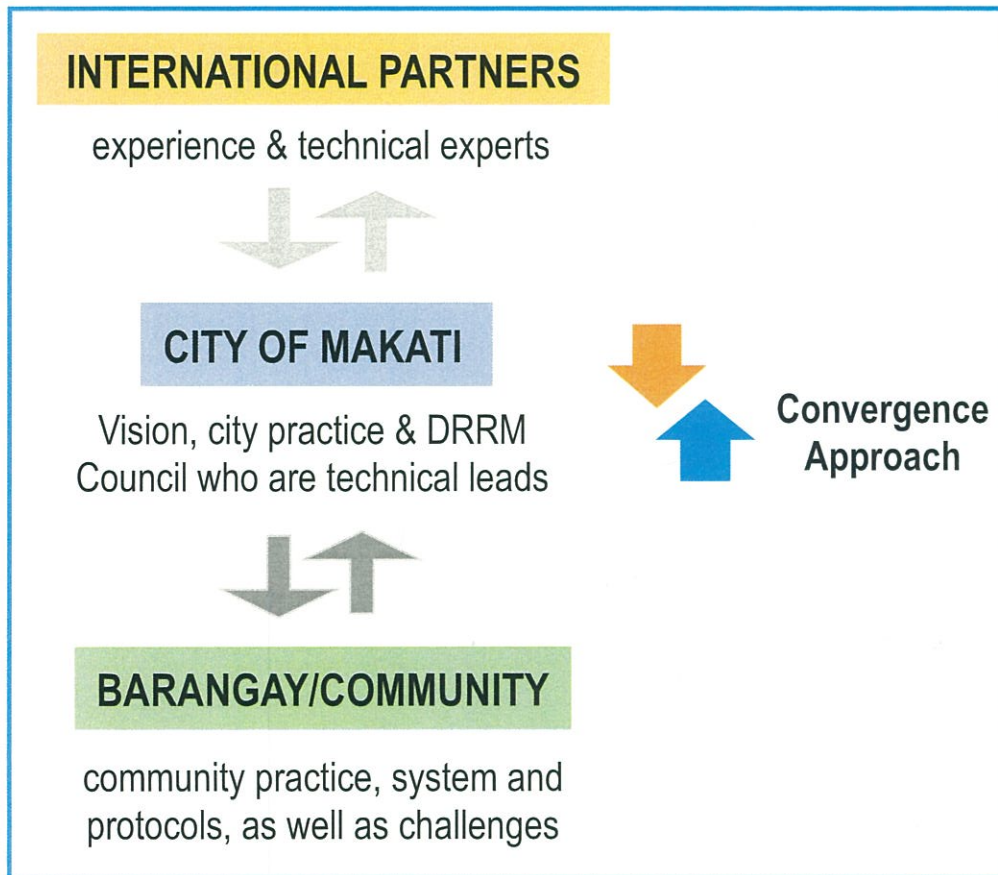 INTERNATIONAL PARTNERS
experience & technical experts
CITY OF MAKATI
Vision, city practice & DRRM
Council who are technical leads
Convergence
Approach
BARANGAY/COMMUNITY
community practice, system and
protocols, as well as challenges